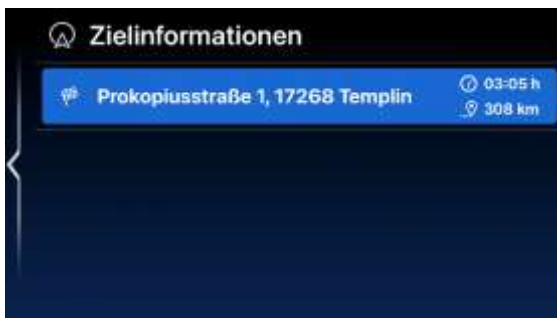 Zielinformationen
Prokopiusstraße 1, 17268 Templin
03:05 h
308 km